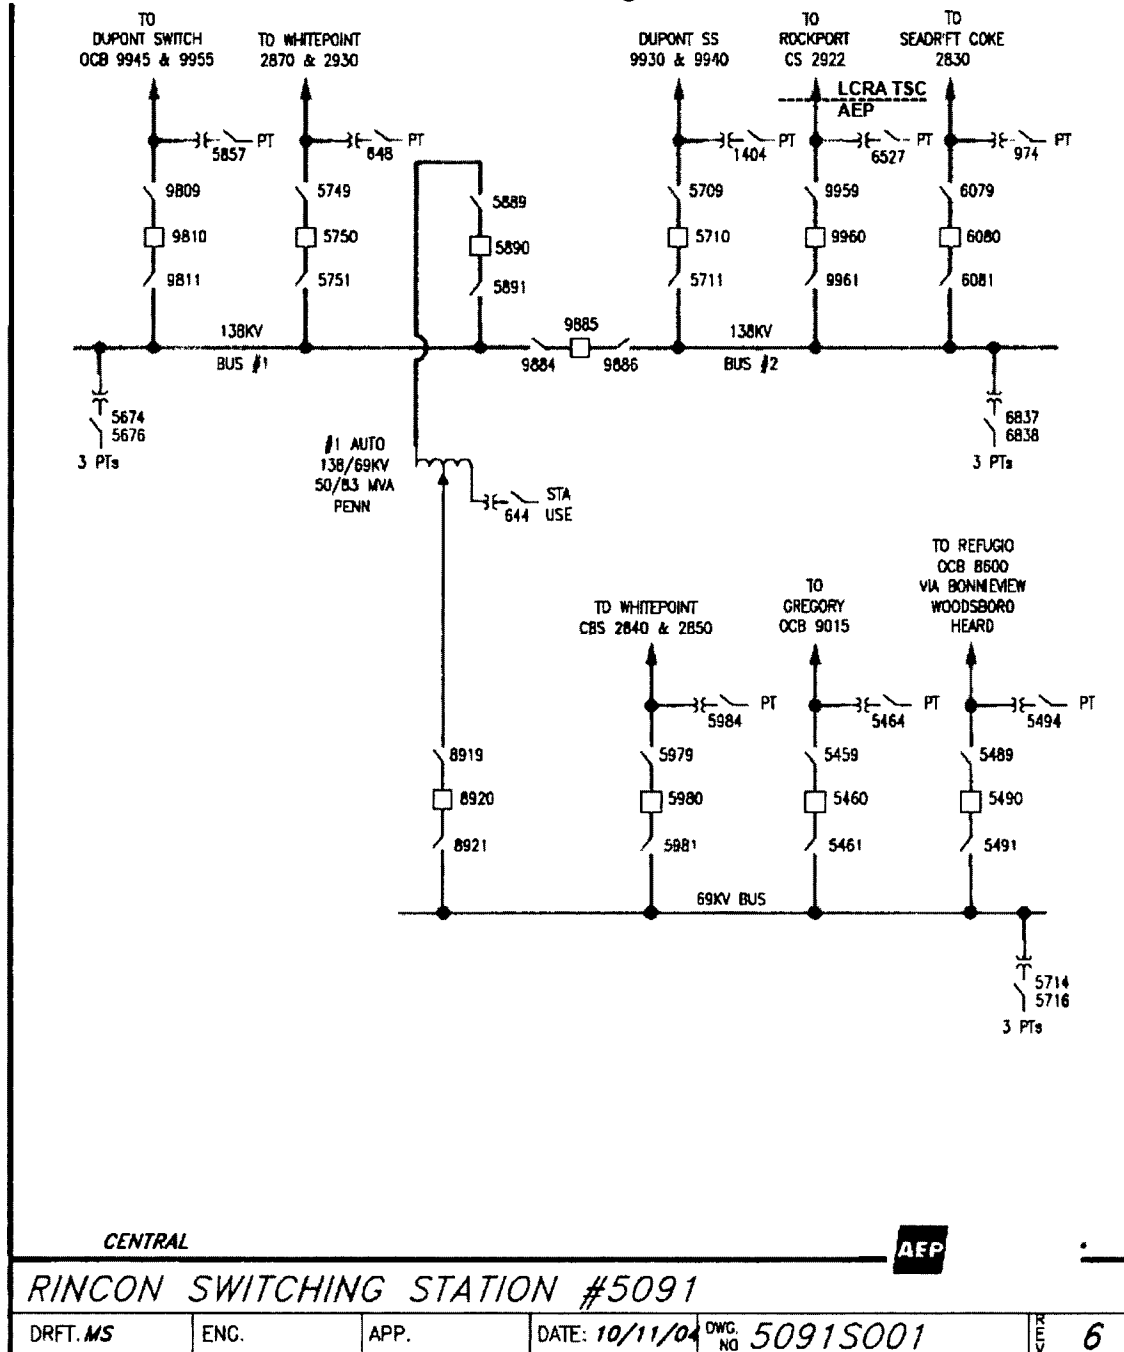 TO
DUPONT SWITCH
OCB 9945 & 9955
TO WHITEPOINT
2870 & 2930
DUPONT SS
9930 & 9940
TO
ROCKPORT
CS 2922
TO
SEADRIFT COKE
2830
LCRA TSC
AEP
5857
PT
848
PT
1404
PT
6527
PT
974
PT
9809
5749
5889
5709
9959
6079
9810
5750
5890
5710
9960
6080
9811
5751
5891
5711
9961
6081
138KV
BUS #1
9884
9885
9886
138KV
BUS #2
5674
5676
3 PTs
6837
6838
3 PTs
#1 AUTO
138/69KV
50/83 MVA
PENN
644
STA
USE
TO WHITEPOINT
CBS 2840 & 2850
TO
GREGORY
OCB 9015
TO REFUGIO
OCB 8600
VIA BONNIEVIEW
WOODSBORO
HEARD
5984
PT
5464
PT
5494
PT
8919
5979
5459
5489
8920
5980
5460
5490
8921
5981
5461
5491
69KV BUS
5714
5716
3 PTs
CENTRAL
AEP
RINCON SWITCHING STATION #5091
DRFT. MS
ENG.
APP.
DATE: 10/11/04
DWG. NO 5091S001
REV 6